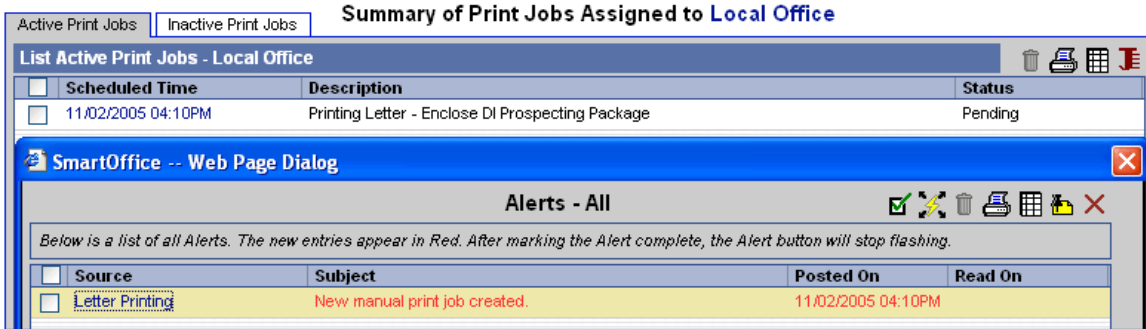 Summary of Print Jobs Assigned to Local Office
Active Print Jobs Inactive Print Jobs
List Active Print Jobs - Local Office
Scheduled Time Description Status
11/02/2005 04:10PM Printing Letter - Enclose DI Prospecting Package Pending
SmartOffice -- Web Page Dialog
Alerts - All
Below is a list of all Alerts. The new entries appear in Red. After marking the Alert complete, the Alert button will stop flashing.
Source Subject Posted On Read On
Letter Printing New manual print job created. 11/02/2005 04:10PM